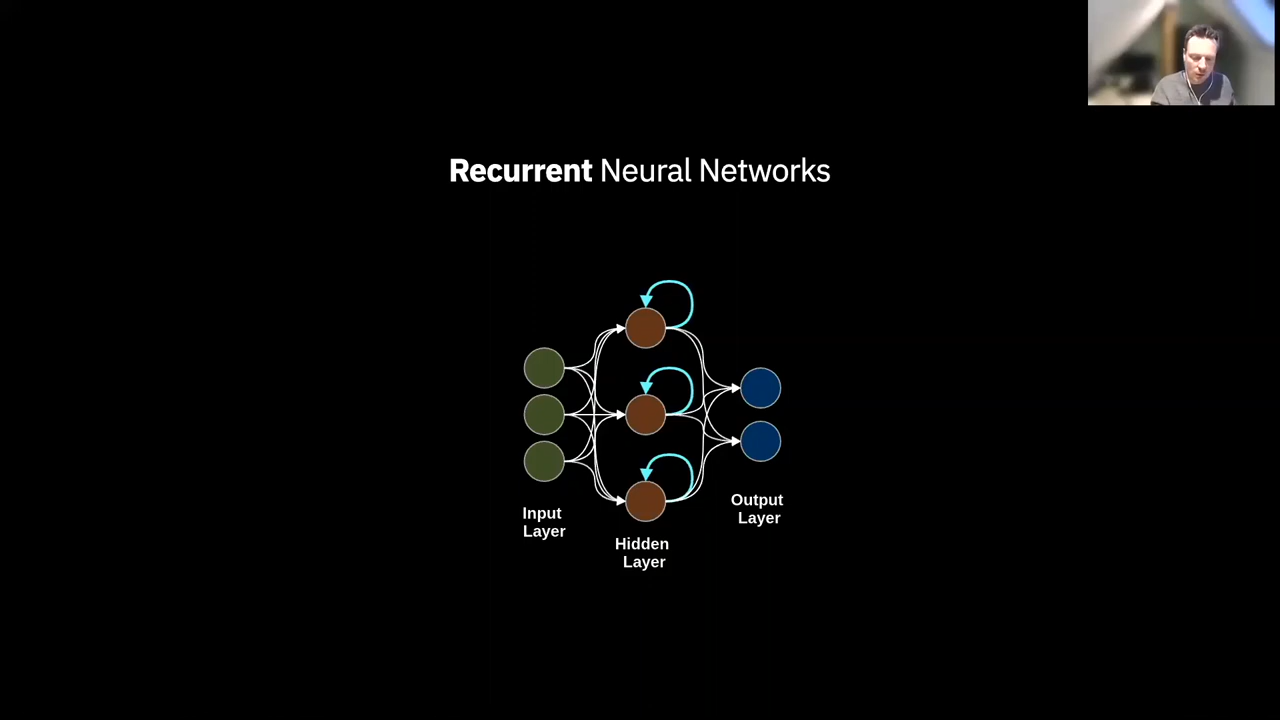 Recurrent Neural Networks
Input
Layer
Hidden
Layer
Output
Layer